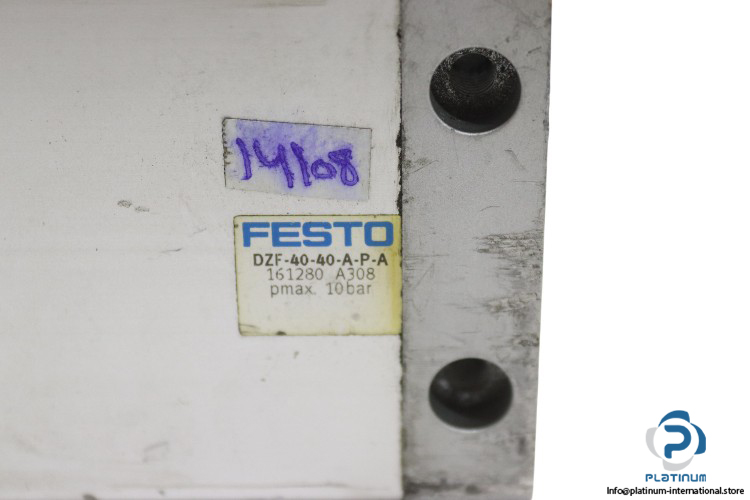 14108
FESTO
DZF-40-40-A-P-A
161280 A308
pmax. 10bar
PLATINUM
Info@platinum-international.store